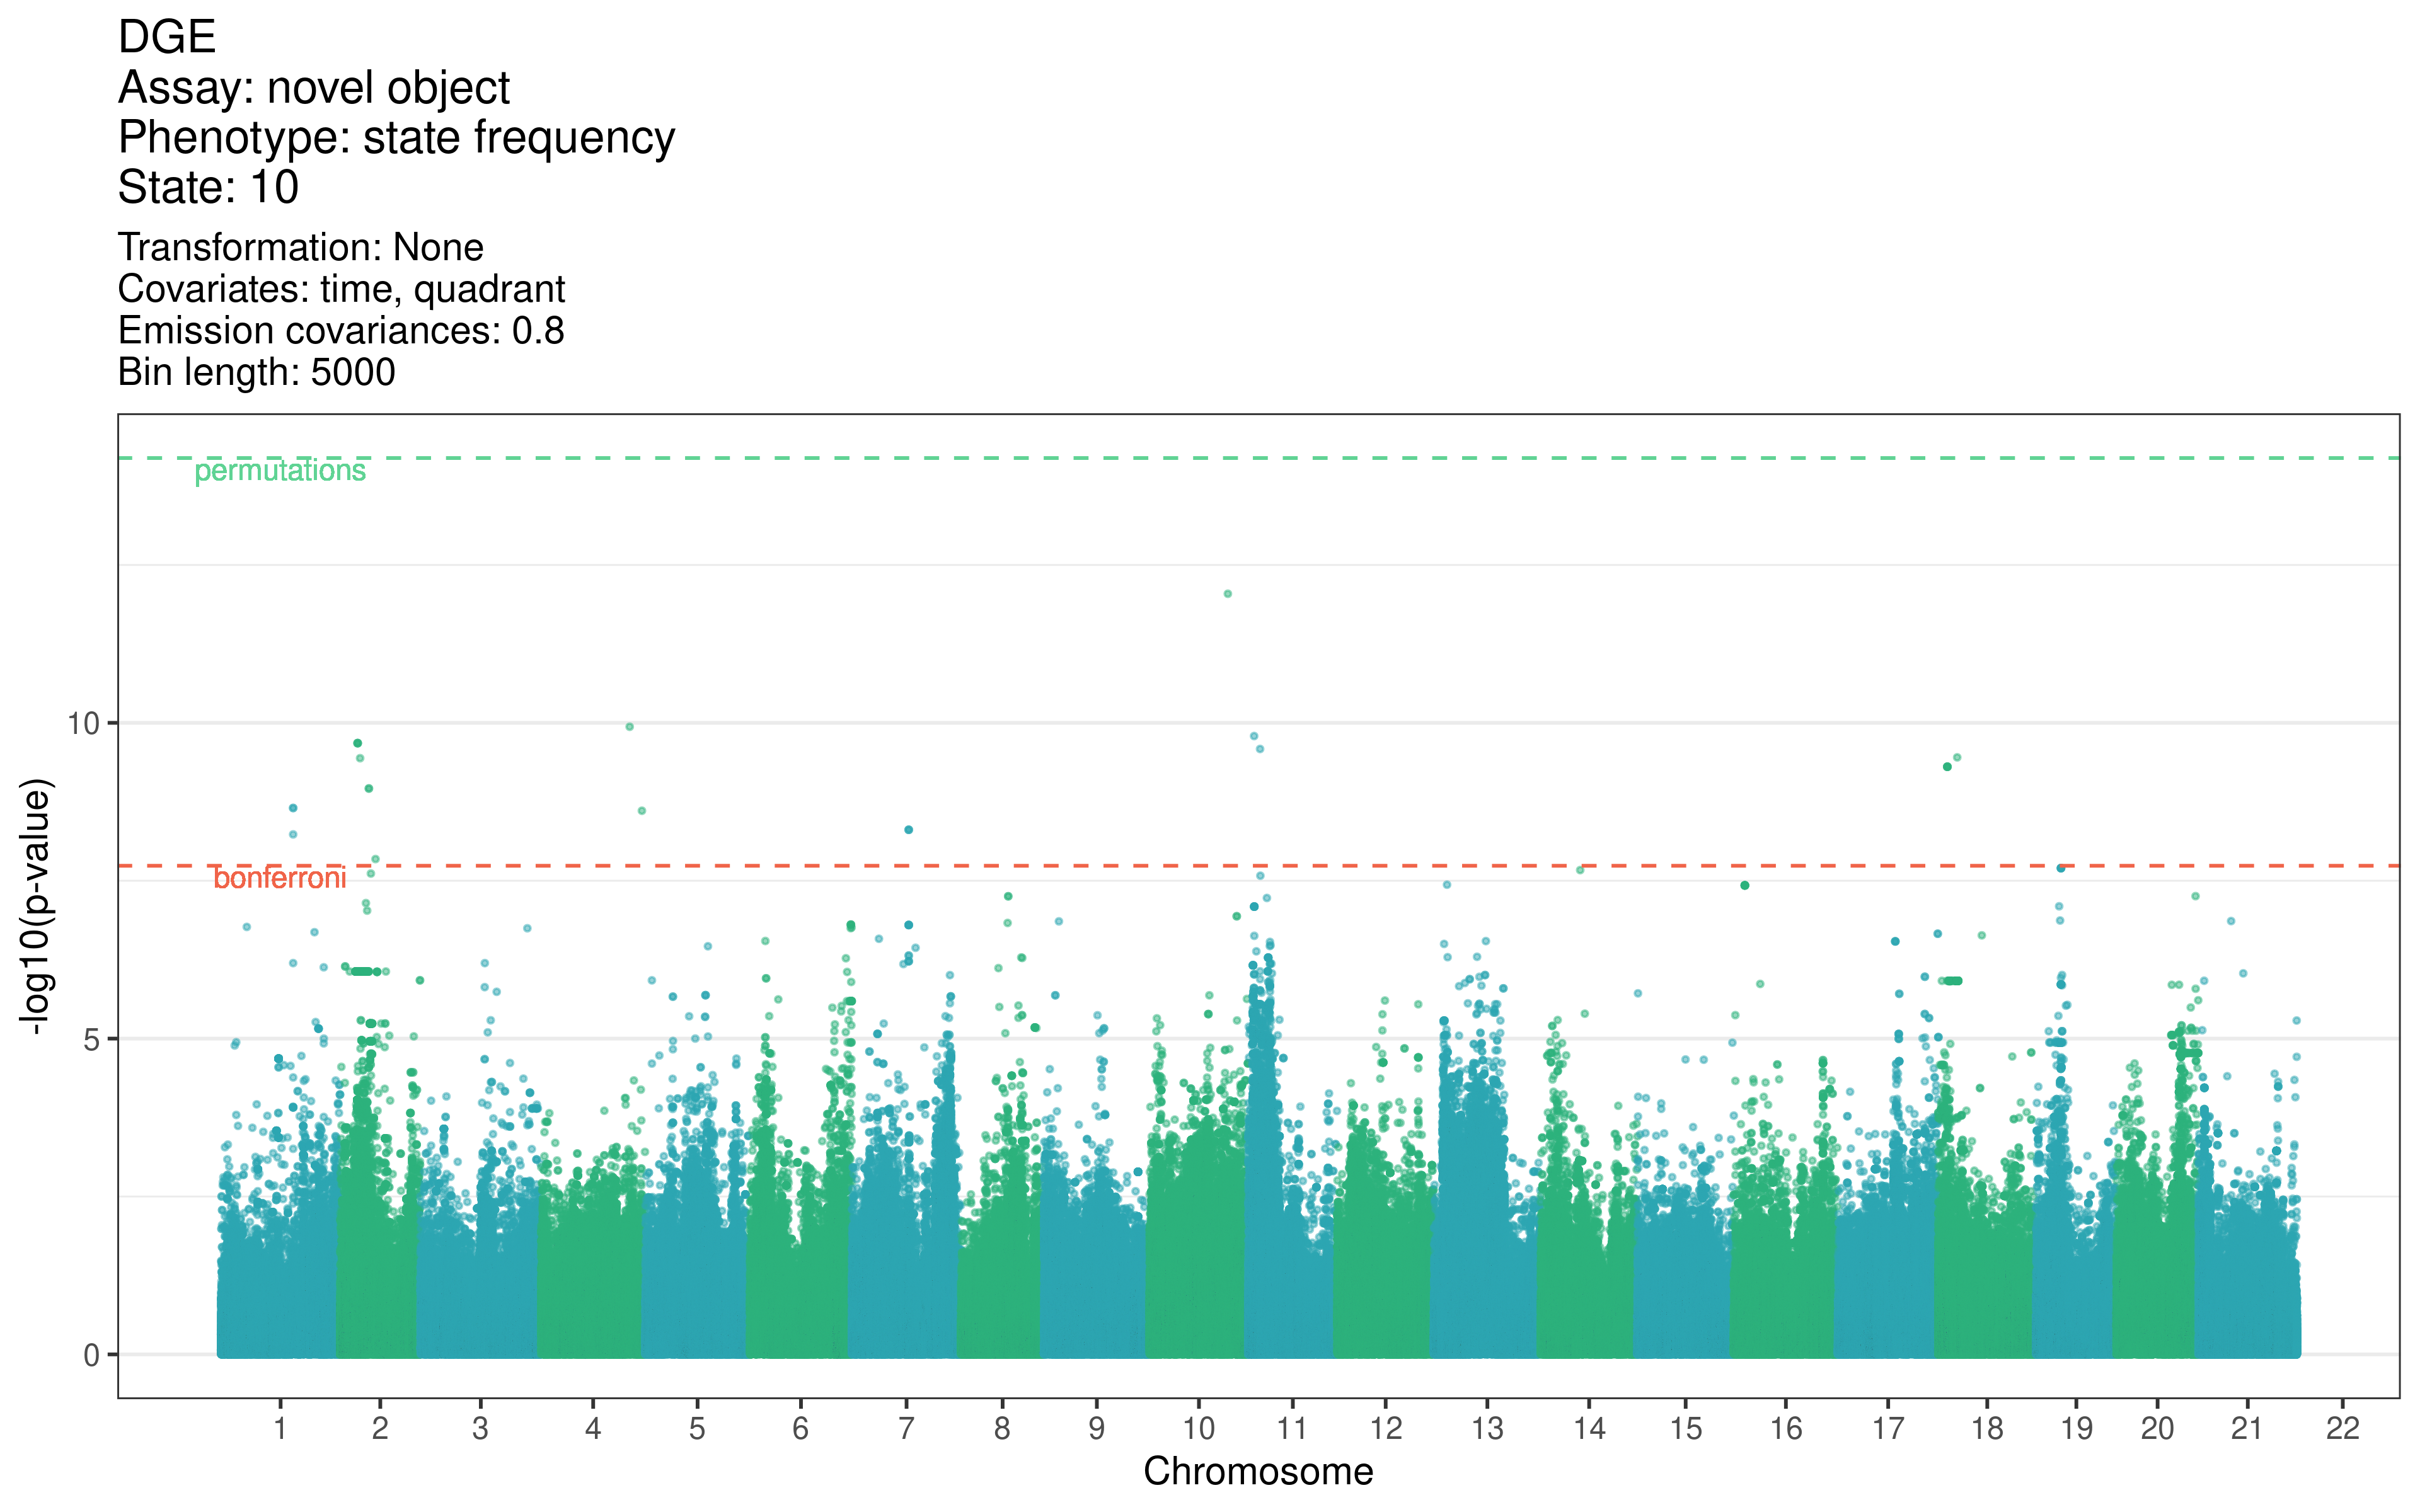 DGE
Assay: novel object
Phenotype: state frequency
State: 10
Transformation: None
Covariates: time, quadrant
Emission covariances: 0.8
Bin length: 5000
permutations
10
bonferroni
5
0
-log10(p-value)
1 2 3 4 5 6 7 8 9 10 11 12 13 14 15 16 17 18 19 20 21 22
Chromosome